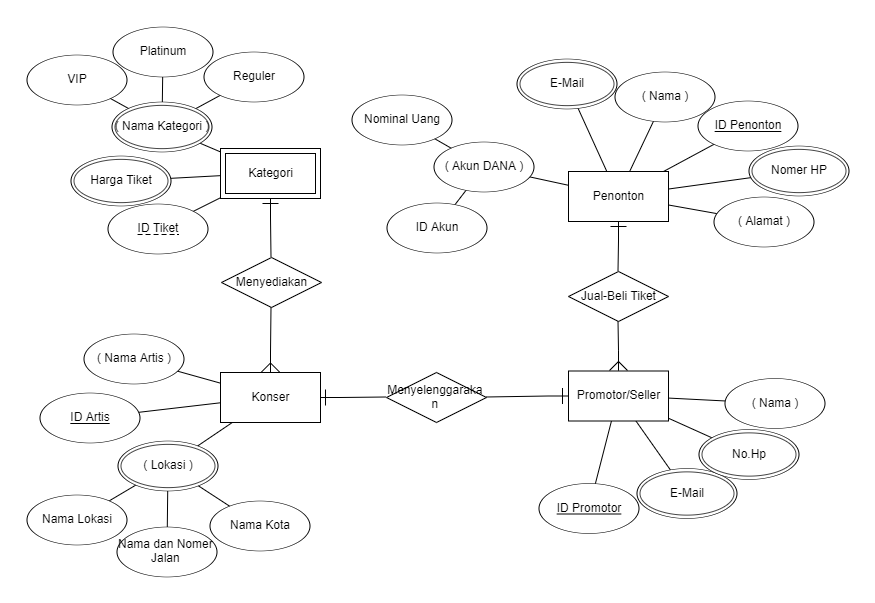 Platinum
VIP
Reguler
( Nama Kategori )
Harga Tiket
ID Tiket
Kategori
Menyediakan
E-Mail
( Nama )
Nominal Uang
ID Penonton
( Akun DANA )
Nomer HP
Penonton
ID Akun
( Alamat )
Jual-Beli Tiket
( Nama Artis )
ID Artis
Konser
Menyelenggaraka
n
Promotor/Seller
( Nama )
No.Hp
E-Mail
ID Promotor
( Lokasi )
Nama Lokasi
Nama dan Nomer
Jalan
Nama Kota